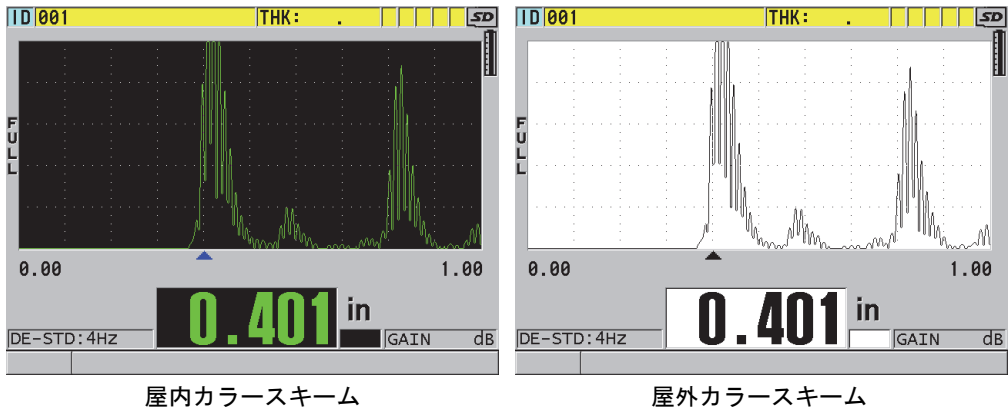 ID 001 THK: . SD
FULL
0.00 1.00
0.401 in
DE-STD:4Hz GAIN dB
屋内カラースキーム
ID 001 THK: . SD
FULL
0.00 1.00
0.401 in
DE-STD:4Hz GAIN dB
屋外カラースキーム